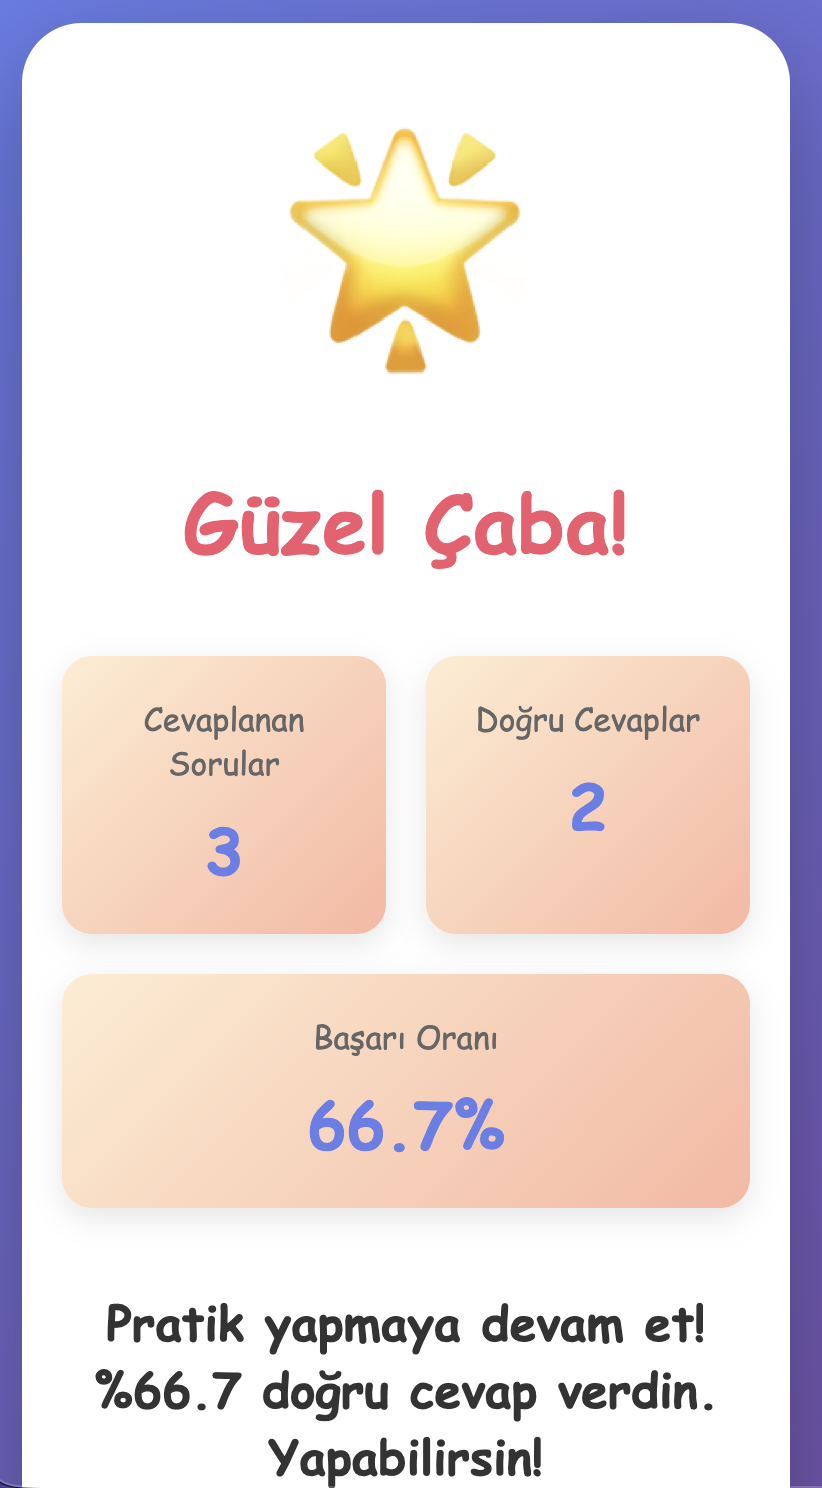 Güzel Çaba!
Cevaplanan
Sorular
3
Doğru Cevaplar
2
Başarı Oranı
66.7%
Pratik yapmaya devam et!
%66.7 doğru cevap verdin.
Yapabilirsin!